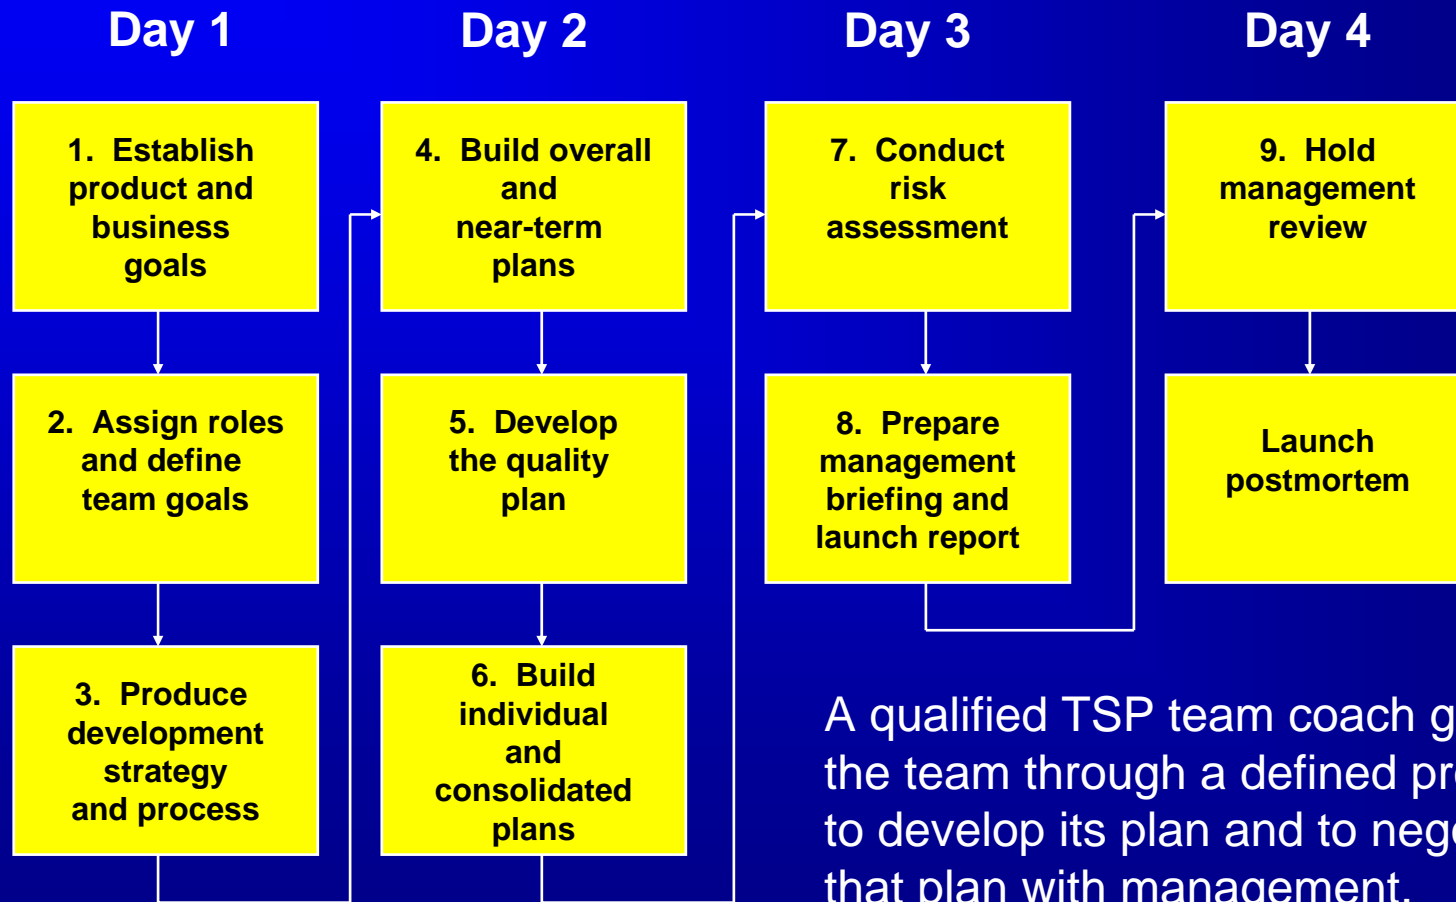 Day 1
Day 2
Day 3
Day 4
1. Establish
product and
business
goals
2. Assign roles
and define
team goals
3. Produce
development
strategy
and process
4. Build overall
and
near-term
plans
5. Develop
the quality
plan
6. Build
individual
and
consolidated
plans
7. Conduct
risk
assessment
8. Prepare
management
briefing and
launch report
9. Hold
management
review
Launch
postmortem
A qualified TSP team coach
the team through a defined
to develop its plan and to
that plan with management.